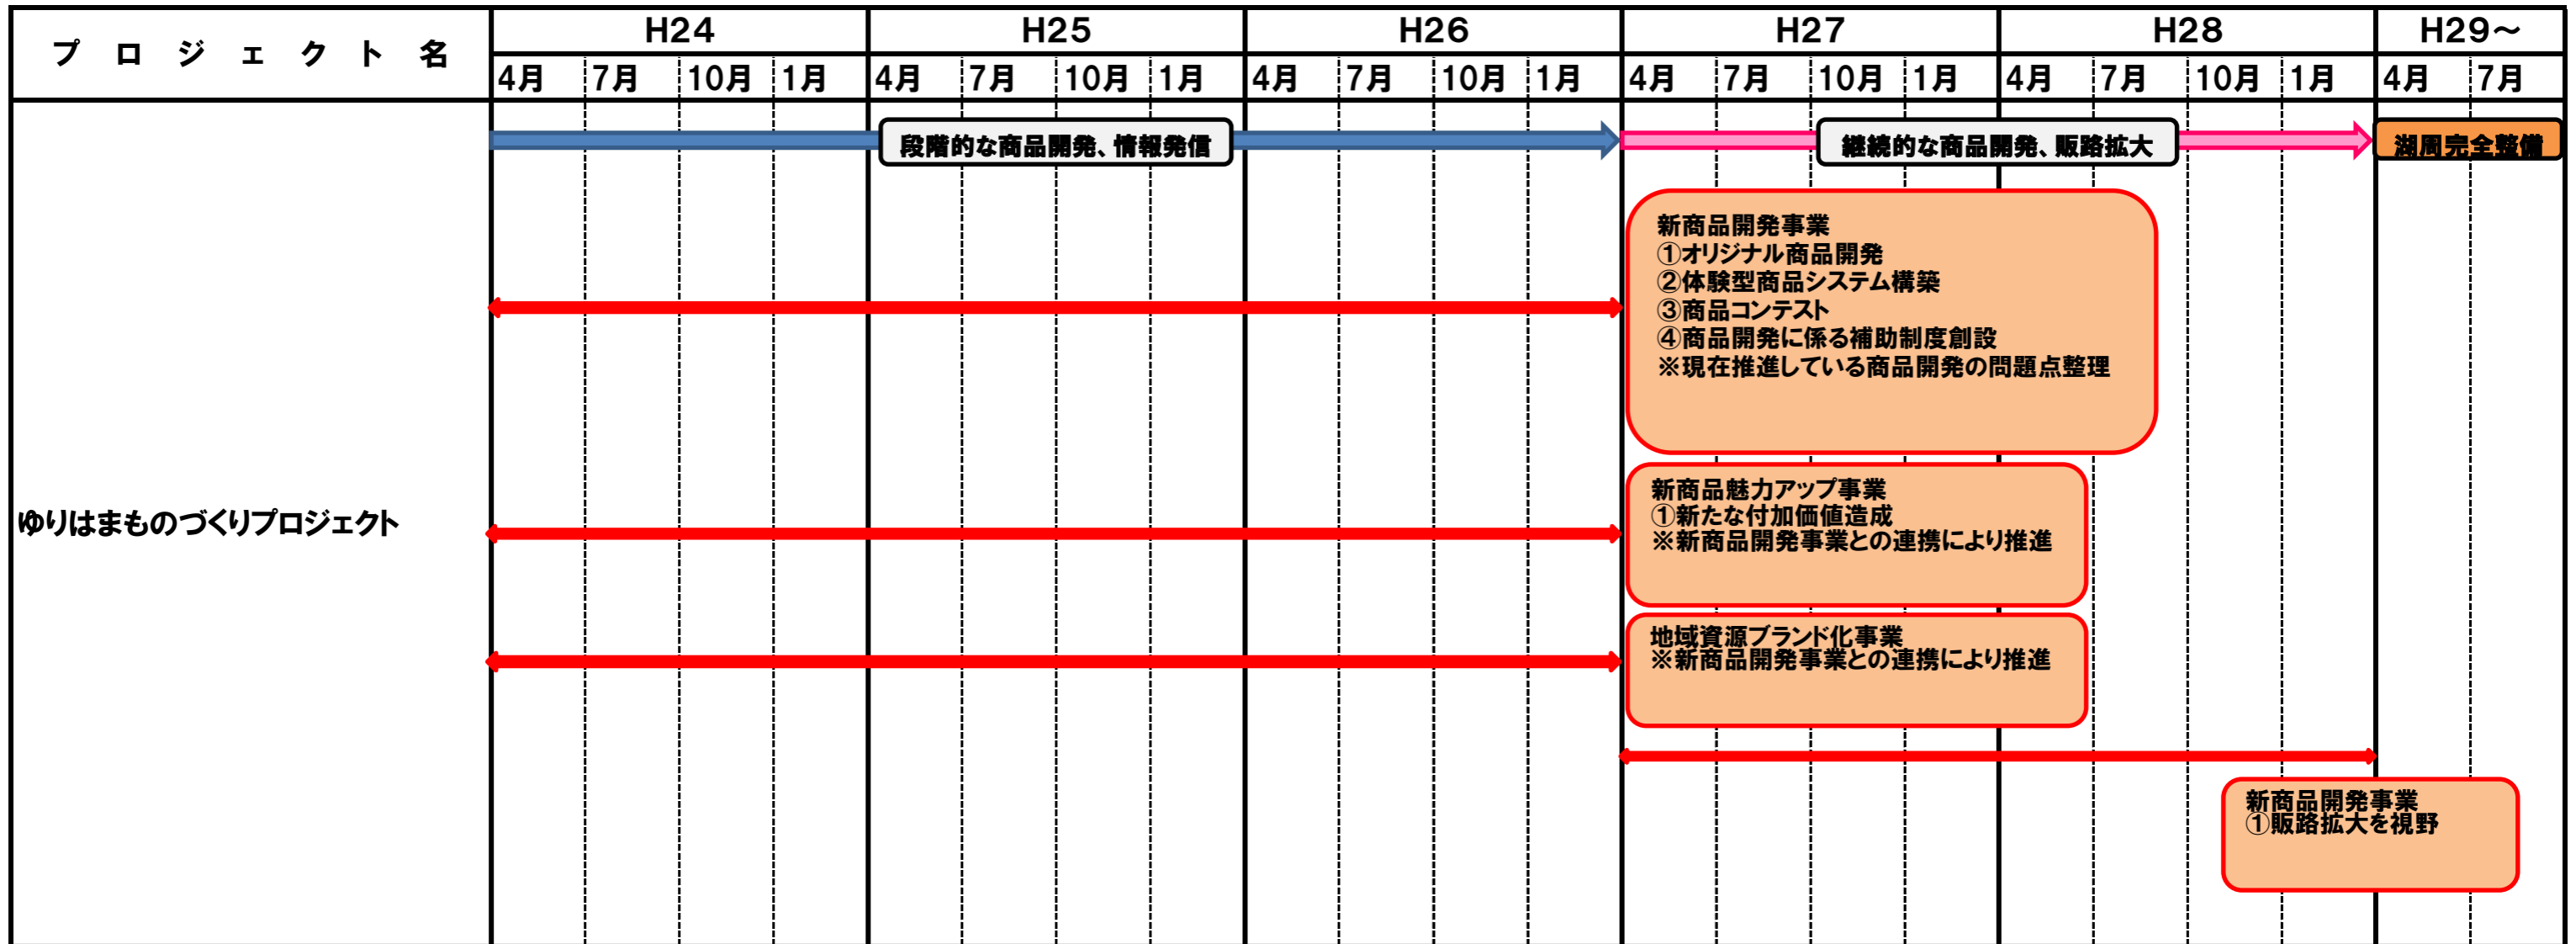 プロジェクト名
H24
H25
H26
H27
H28
H29～
4月 7月 10月 1月 4月 7月 10月 1月 4月 7月 10月 1月 4月 7月 10月 1月 4月 7月 10月 1月 4月 7月
段階的な商品開発、情報発信
継続的な商品開発、販路拡大
湖周完全整備
新商品開発事業
①オリジナル商品開発
②体験型商品システム構築
③商品コンテスト
④商品開発に係る補助制度創設
※現在推進している商品開発の問題点整理
ゆりはまものづくりプロジェクト
新商品魅力アップ事業
①新たな付加価値造成
※新商品開発事業との連携により推進
地域資源ブランド化事業
※新商品開発事業との連携により推進
新商品開発事業
①販路拡大を視野